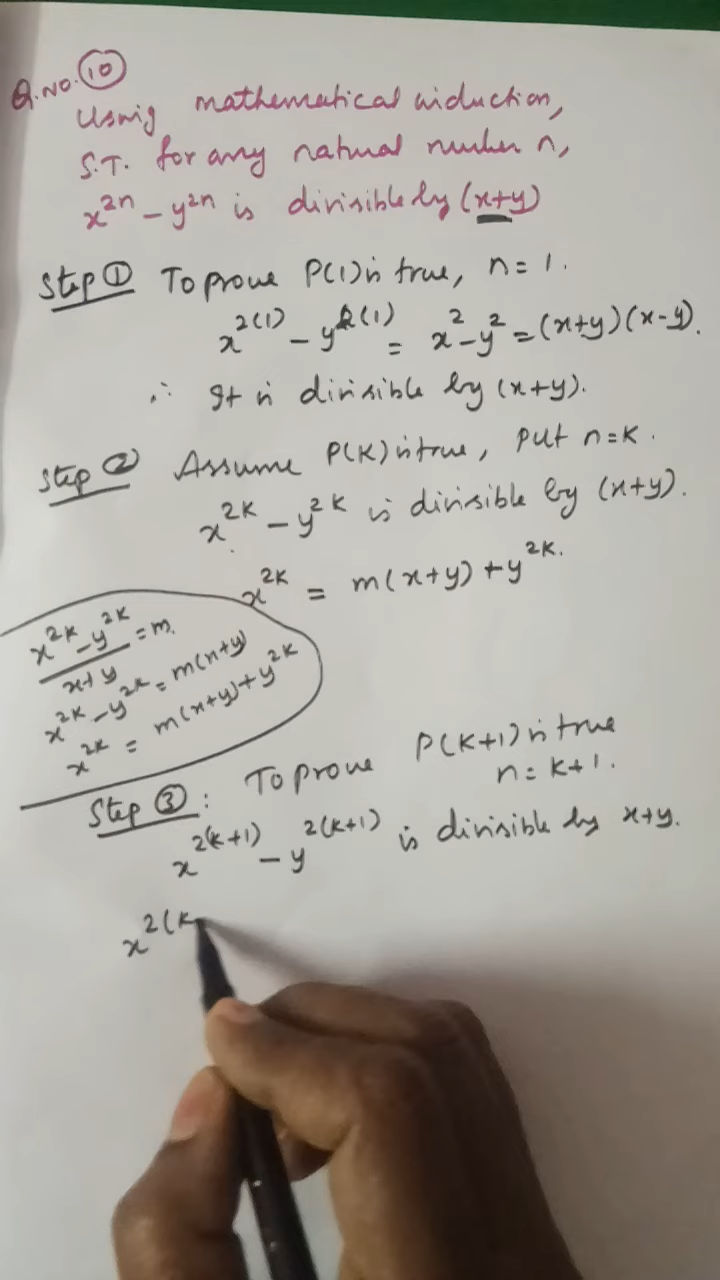 Q.NO. 10
Using mathematical induction,
S.T. for any natural number n,
x^{2n} - y^{2n} is divisible by (x+y)
Step ① To prove P(1) is true, n = 1.
x^{2(1)} - y^{2(1)} = x^2 - y^2 = (x+y)(x-y).
∴ It is divisible by (x+y).
Step ② Assume P(K) is true, put n = K.
x^{2K} - y^{2K} is divisible by (x+y).
x^{2K} = m(x+y) + y^{2K}.
\frac{x^{2K} - y^{2K}}{x+y} = m.
x^{2K} - y^{2K} = m(x+y)
x^{2K} = m(x+y) + y^{2K}
Step ③ : To prove P(K+1) is true
n = K+1.
x^{2(K+1)} - y^{2(K+1)} is divisible by x+y.
x^{2(K